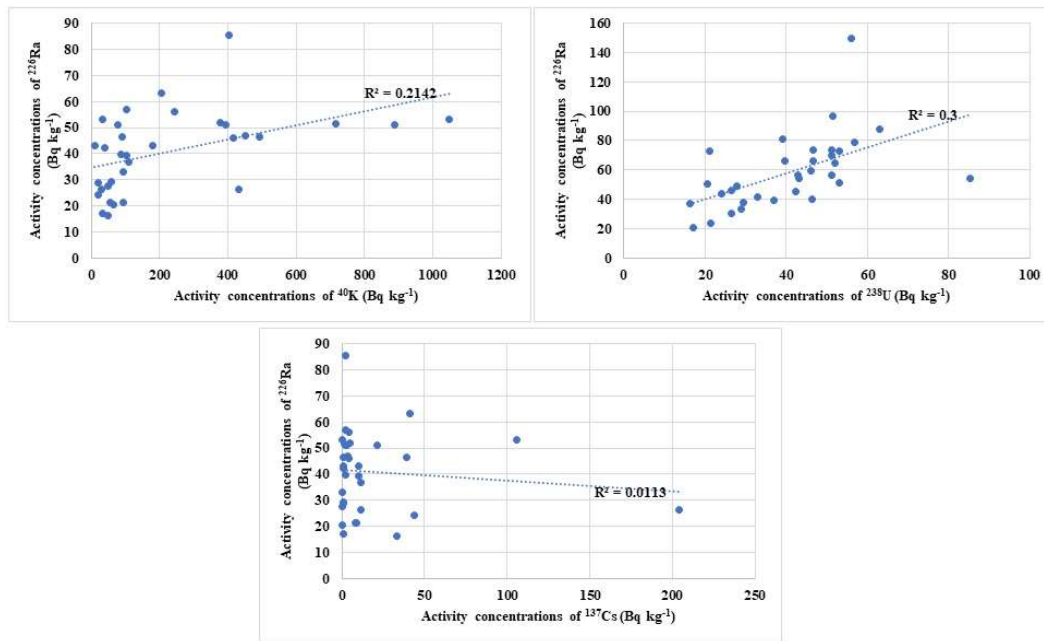 Activity concentrations of ²²⁶Ra
(Bq kg⁻¹)
90
80
70
60
50
40
30
20
10
0
R² = 0.2142
0 200 400 600 800 1000 1200
Activity concentrations of ⁴⁰K (Bq kg⁻¹)
Activity concentrations of ²²⁶Ra
(Bq kg⁻¹)
160
140
120
100
80
60
40
20
0
R² = 0.3
0 20 40 60 80 100
Activity concentrations of ²³⁸U (Bq kg⁻¹)
Activity concentrations of ²²⁶Ra
(Bq kg⁻¹)
90
80
70
60
50
40
30
20
10
0
R² = 0.0113
0 50 100 150 200 250
Activity concentrations of ¹³⁷Cs (Bq kg⁻¹)